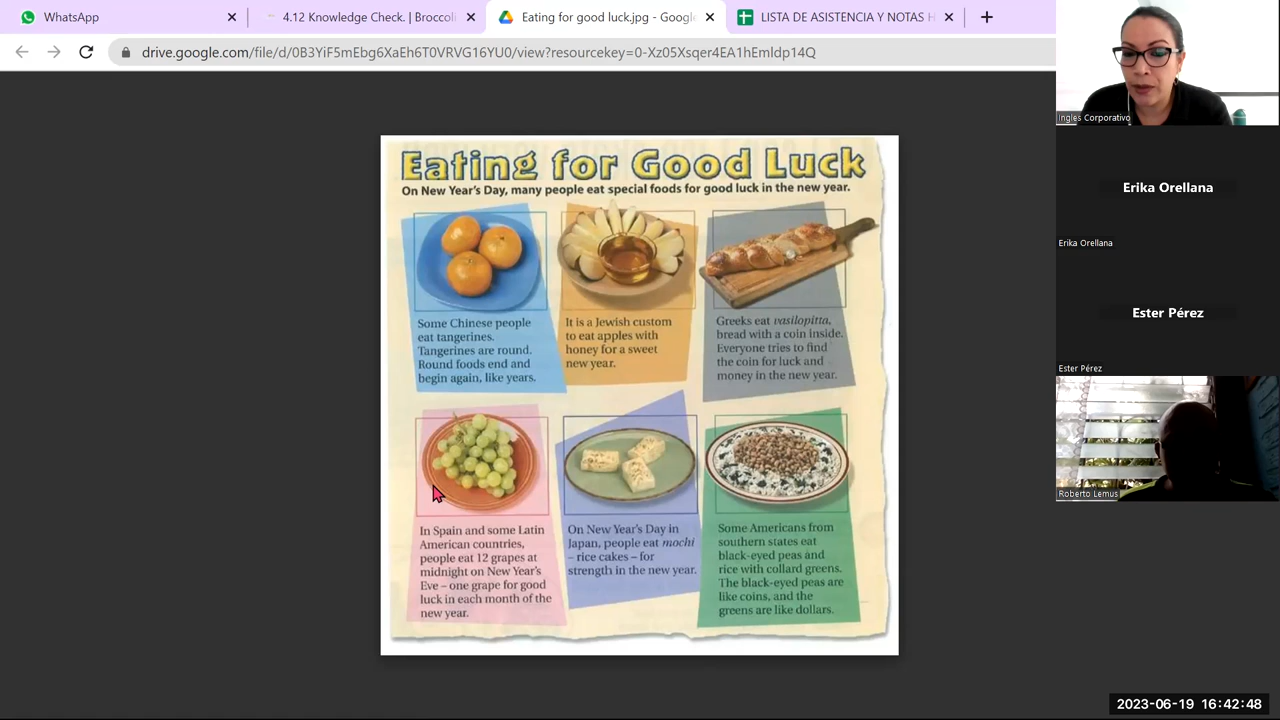 WhatsApp
4.12 Knowledge Check. | Broccoli
Eating for good luck.jpg - Google
LISTA DE ASISTENCIA Y NOTAS H
drive.google.com/file/d/0B3YiF5mEbg6XaEh6T0VRVG16YU0/view?resourcekey=0-Xz05Xsqer4EA1hEmldp14Q
Eating for Good Luck
On New Year's Day, many people eat special foods for good luck in the new year.
Some Chinese people
eat tangerines.
Tangerines are round.
Round foods end and
begin again, like years.
It is a Jewish custom
to eat apples with
honey for a sweet
new year.
Greeks eat vasilopitta,
bread with a coin inside.
Everyone tries to find
the coin for luck and
money in the new year.
In Spain and some Latin
American countries,
people eat 12 grapes at
midnight on New Year's
Eve – one grape for good
luck in each month of the
new year.
On New Year's Day in
Japan, people eat mochi
– rice cakes – for
strength in the new year.
Some Americans from
southern states eat
black-eyed peas and
rice with collard greens.
The black-eyed peas are
like coins, and the
greens are like dollars.
Ingles Corporativo
Erika Orellana
Erika Orellana
Ester Pérez
Ester Pérez
Roberto Lemus
2023-06-19 16:42:48